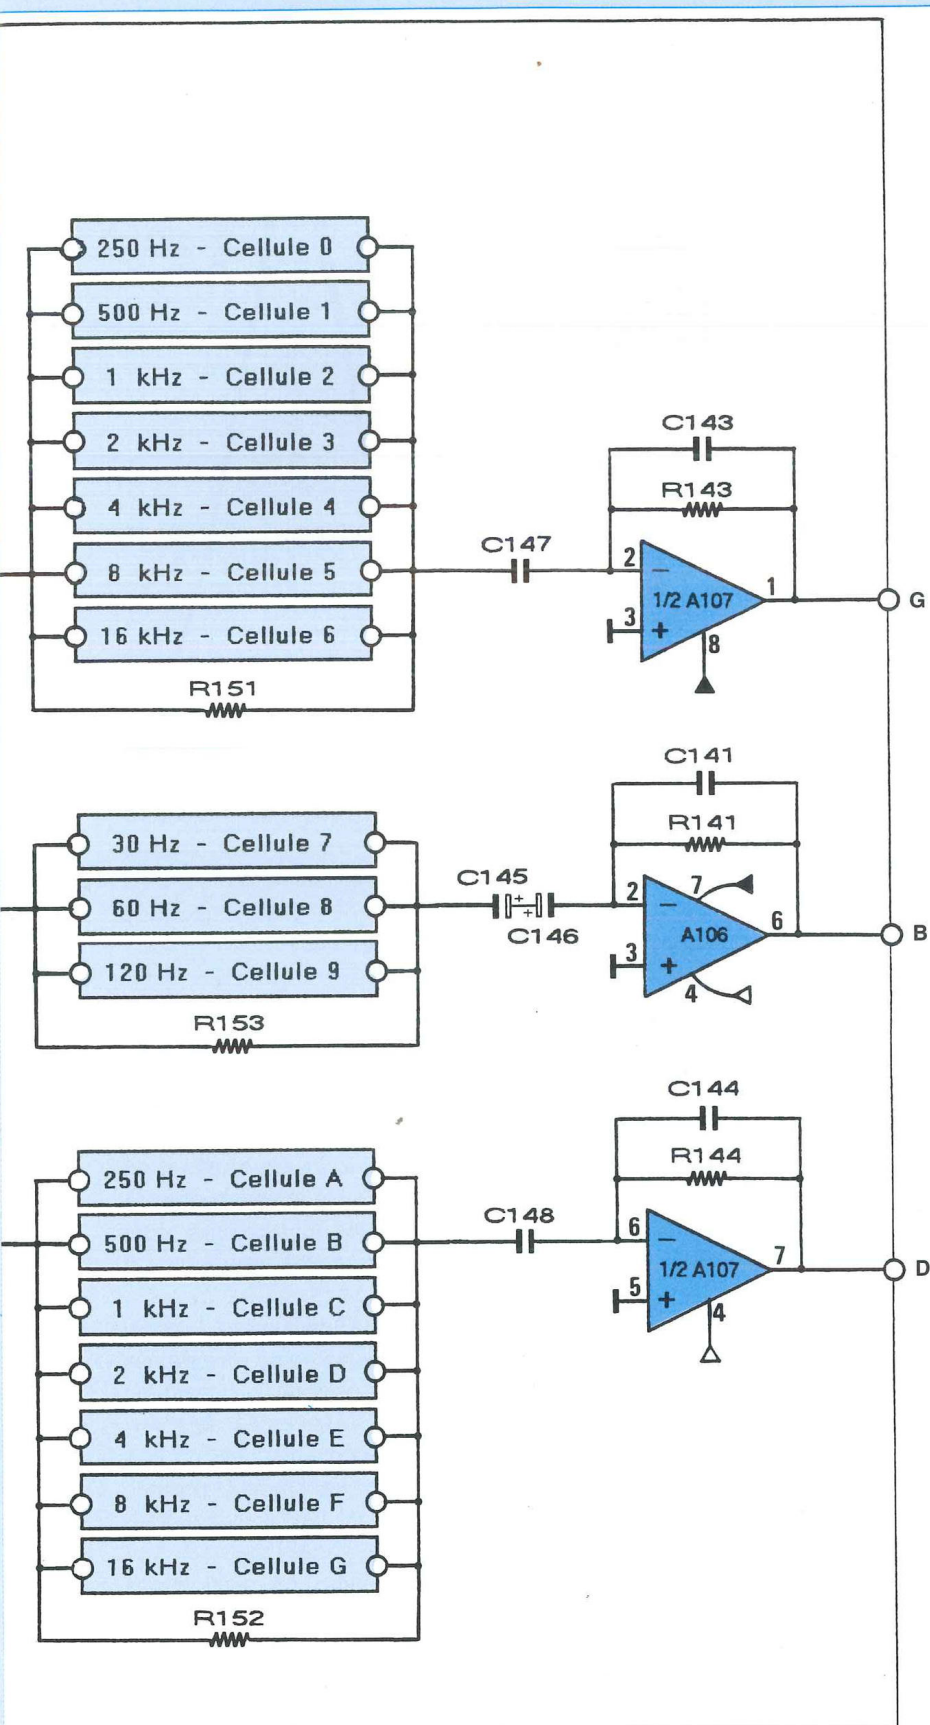 250 Hz - Cellule 0
500 Hz - Cellule 1
1 kHz - Cellule 2
2 kHz - Cellule 3
4 kHz - Cellule 4
8 kHz - Cellule 5
16 kHz - Cellule 6
R151
C147
C143
R143
2
−
1/2 A107
1
3
+
8
G
30 Hz - Cellule 7
60 Hz - Cellule 8
120 Hz - Cellule 9
R153
C145
+
+
C146
C141
R141
2
−
7
A106
6
3
+
4
B
250 Hz - Cellule A
500 Hz - Cellule B
1 kHz - Cellule C
2 kHz - Cellule D
4 kHz - Cellule E
8 kHz - Cellule F
16 kHz - Cellule G
R152
C148
C144
R144
6
−
1/2 A107
7
5
+
4
D